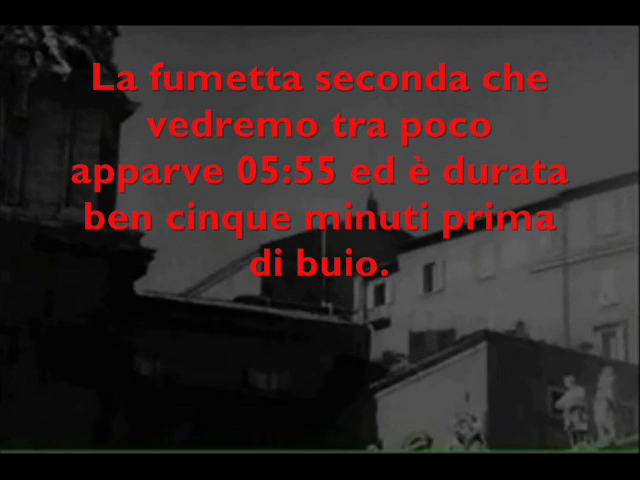 La fumetta seconda che
vedremo tra poco
apparve 05:55 ed è durata
ben cinque minuti prima
di buio.